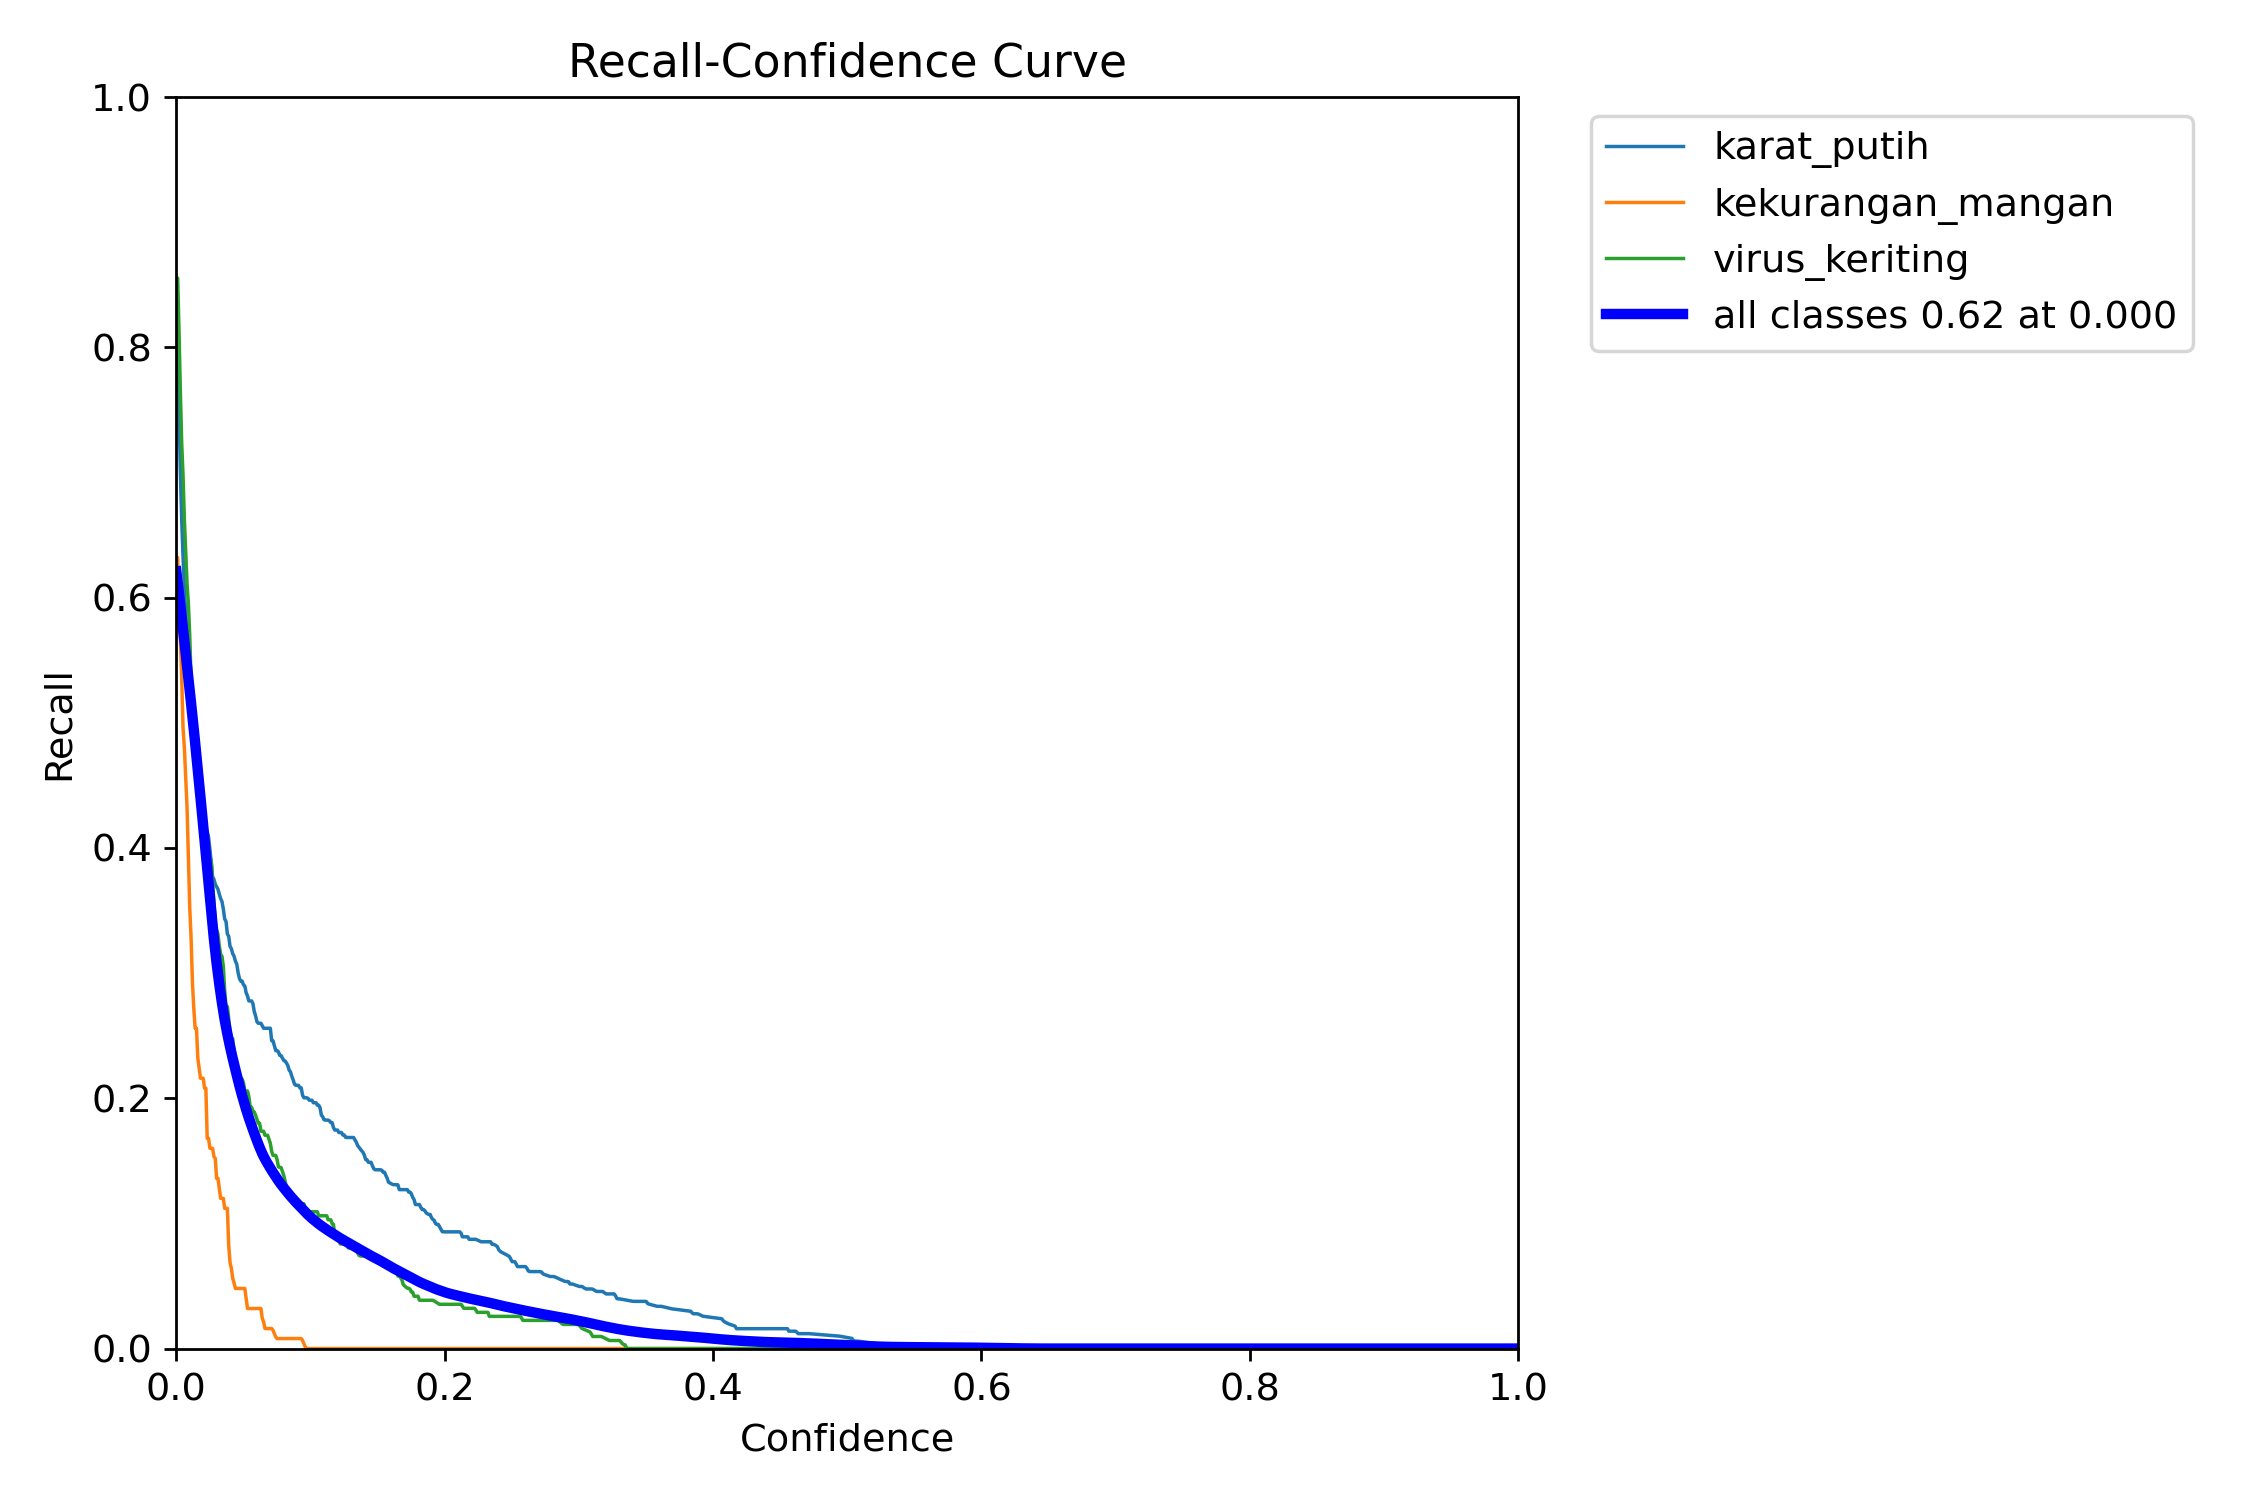 Recall-Confidence Curve
1.0
0.8
0.6
0.4
0.2
0.0
Recall
0.0 0.2 0.4 0.6 0.8 1.0
Confidence
karat_putih
kekurangan_mangan
virus_keriting
all classes 0.62 at 0.000